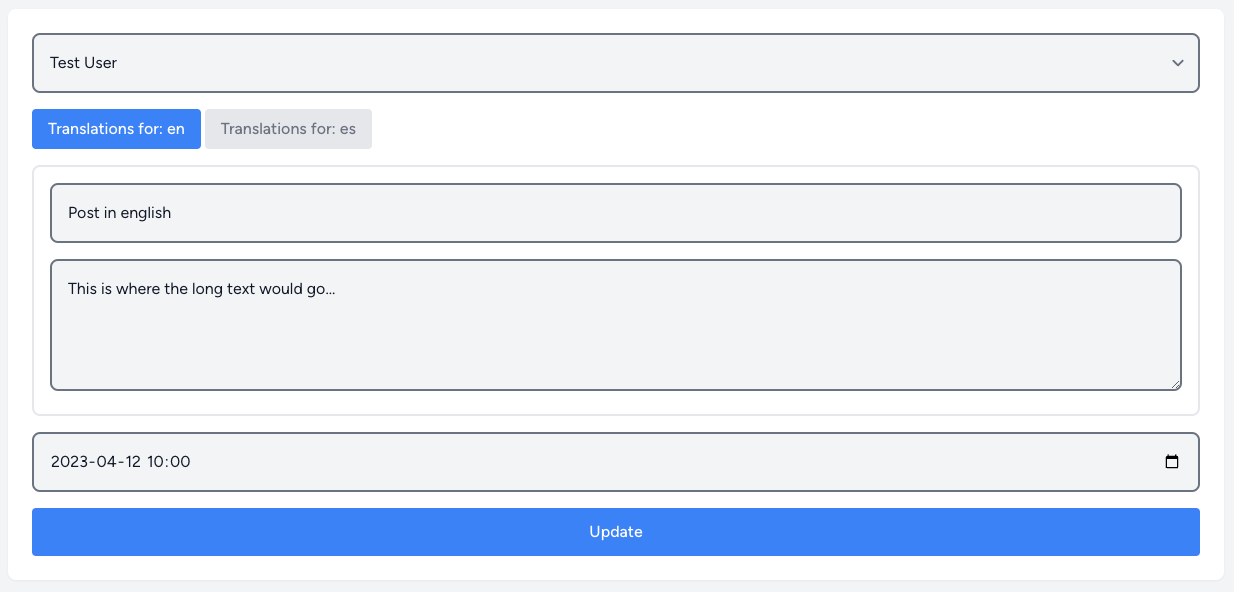 Test User
Translations for: en Translations for: es
Post in english
This is where the long text would go...
2023-04-12 10:00
Update